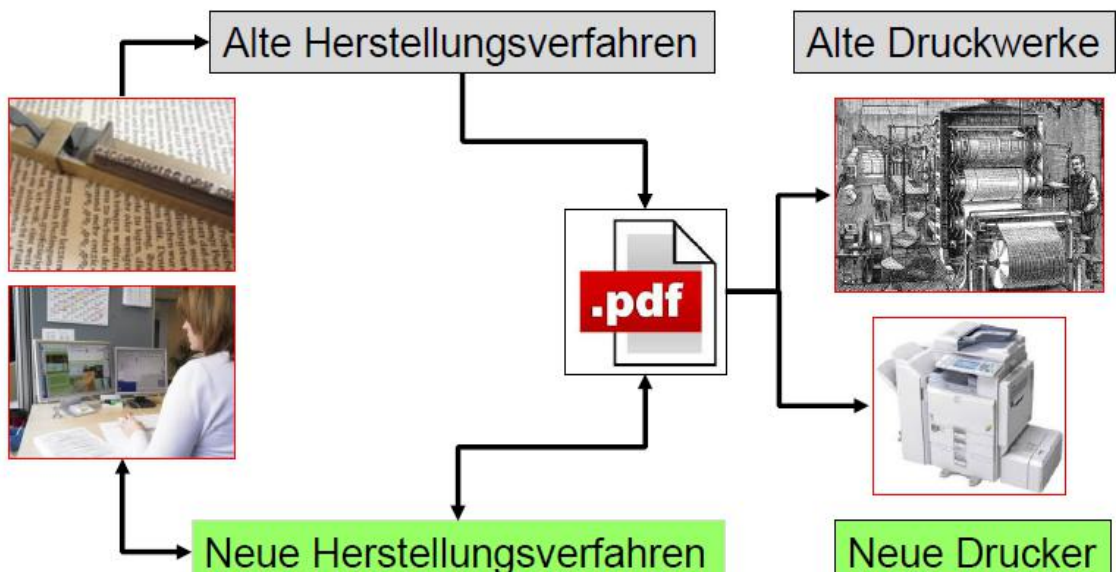 Alte Herstellungsverfahren
Alte Druckwerke
.pdf
Neue Herstellungsverfahren
Neue Drucker